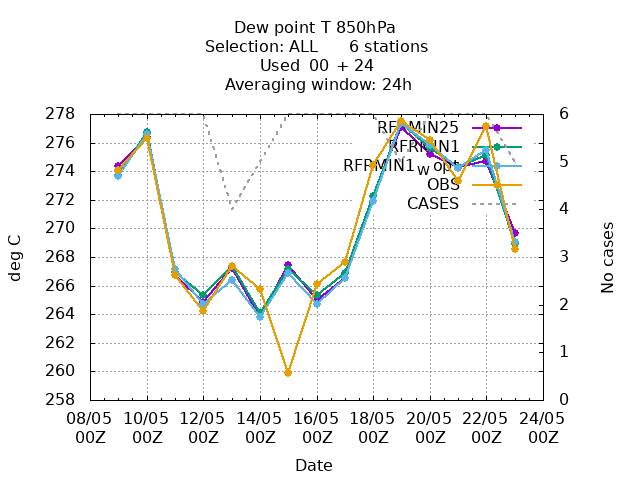 Dew point T 850hPa
Selection: ALL 6 stations
Used 00 + 24
Averaging window: 24h
278
276
274
272
270
268
266
264
262
260
258
6
5
4
3
2
1
0
deg C
No cases
RFRMIN25
RFRMIN1
RFRMIN1w opt
OBS
CASES
08/05 10/05 12/05 14/05 16/05 18/05 20/05 22/05 24/05
00Z 00Z 00Z 00Z 00Z 00Z 00Z 00Z 00Z
Date